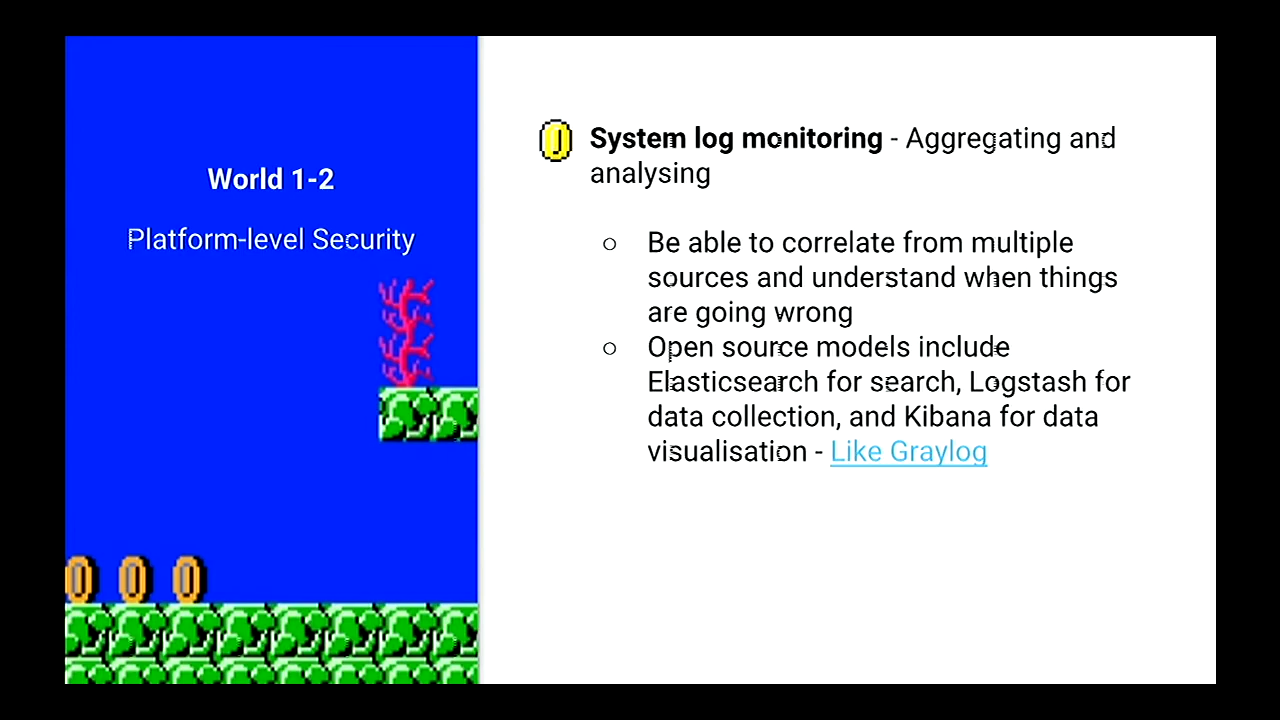 World 1-2
Platform-level Security
System log monitoring - Aggregating and
analysing
○ Be able to correlate from multiple
sources and understand when things
are going wrong
○ Open source models include
Elasticsearch for search, Logstash for
data collection, and Kibana for data
visualisation - Like Graylog